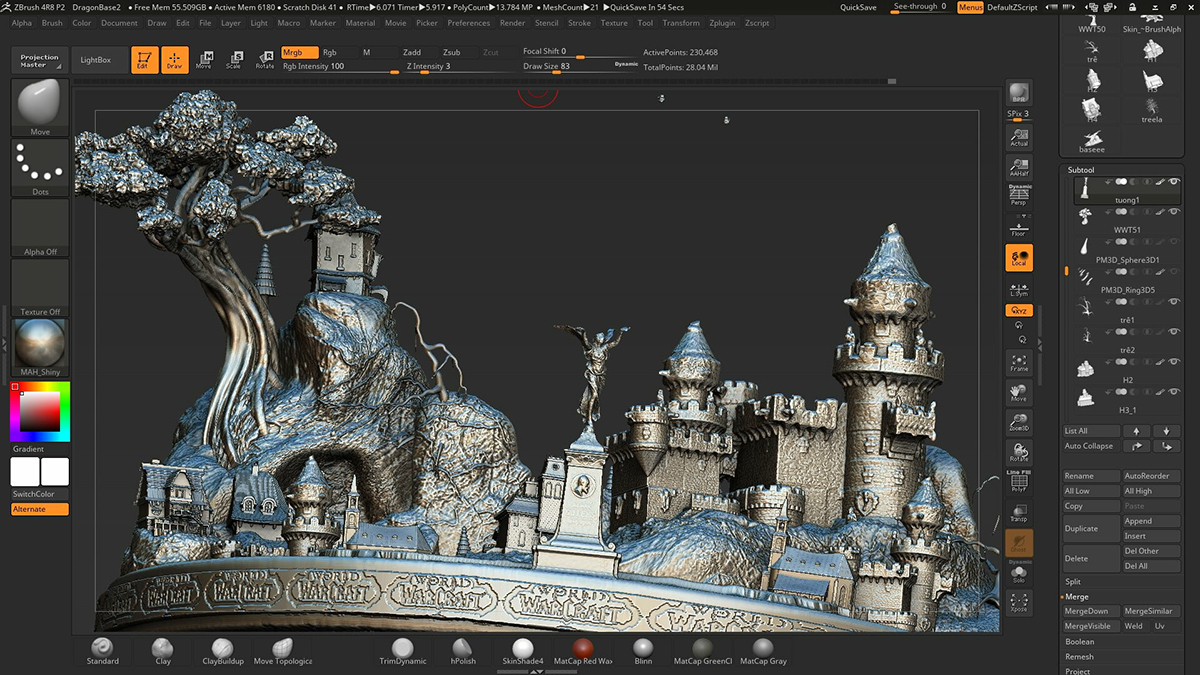 ZBrush 4R8 P2 DragonBase2 • Free Mem 55.509GB • Active Mem 6180 • Scratch Disk 41 • RTime▶6.071 Timer▶5.917 • PolyCount▶13.784 MP • MeshCount▶21 ▶QuickSave In 54 Secs QuickSave See-through 0 Menus DefaultZScript
Alpha Brush Color Document Draw Edit File Layer Light Macro Marker Material Movie Picker Preferences Render Stencil Stroke Texture Tool Transform Zplugin Zscript
Projection Master
LightBox
Edit
Draw
Move
Scale
Rotate
Mrgb Rgb M Zadd Zsub Zcut
Rgb Intensity 100 Z Intensity 3
Focal Shift 0
Draw Size 83 Dynamic
ActivePoints: 230.468
TotalPoints: 28.04 Mil
Move
Dots
Alpha Off
Texture Off
MAH_Shiny
Gradient
SwitchColor
Alternate
WORLD WARCRAFT
WORLD WARCRAFT
WORLD WARCRAFT
WORLD WARCRAFT
WORLD WARCRAFT
Standard Clay ClayBuildup Move Topologica TrimDynamic hPolish SkinShade4 MatCap Red Wax Blinn MatCap GreenCl MatCap Gray
BPR
SPix 3
Actual
AAHalf
Dynamic
Persp
Floor
Local
L.Sym
XYZ
Frame
Move
Zoom3D
Rotate
Line Fill
PolyF
Transp
Ghost
Dynamic
Solo
Xpose
WWT50 Skin_~BrushAlph
trê H1
H2 H3
H4 treela
baseee
Subtool
tuong1
WWT51
PM3D_Sphere3D1
PM3D_Ring3D5
trê1
trê2
H2
H3_1
List All
Auto Collapse
Rename AutoReorder
All Low All High
Copy Paste
Duplicate Append
Insert
Delete Del Other
Del All
Split
Merge
MergeDown MergeSimilar
MergeVisible Weld Uv
Boolean
Remesh
Project